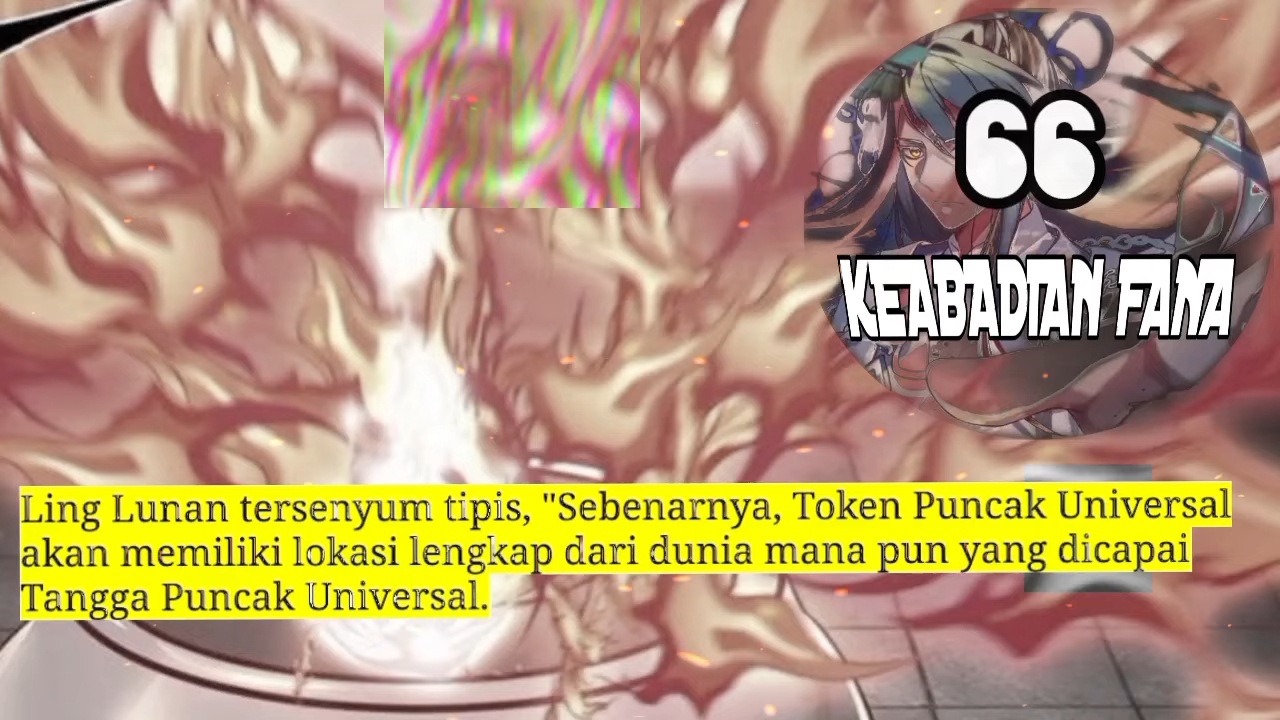 66
KEABADIAN FANA
Ling Lunan tersenyum tipis, "Sebenarnya, Token Puncak Universal
akan memiliki lokasi lengkap dari dunia mana pun yang dicapai
Tangga Puncak Universal.